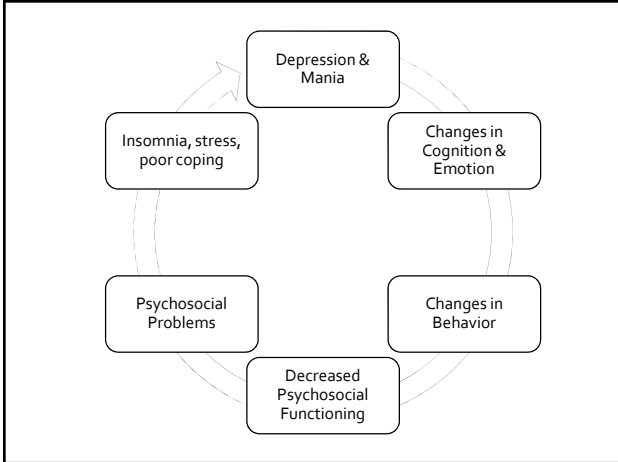 Depression &
Mania
Changes in
Cognition &
Emotion
Changes in
Behavior
Decreased
Psychosocial
Functioning
Psychosocial
Problems
Insomnia, stress,
poor coping